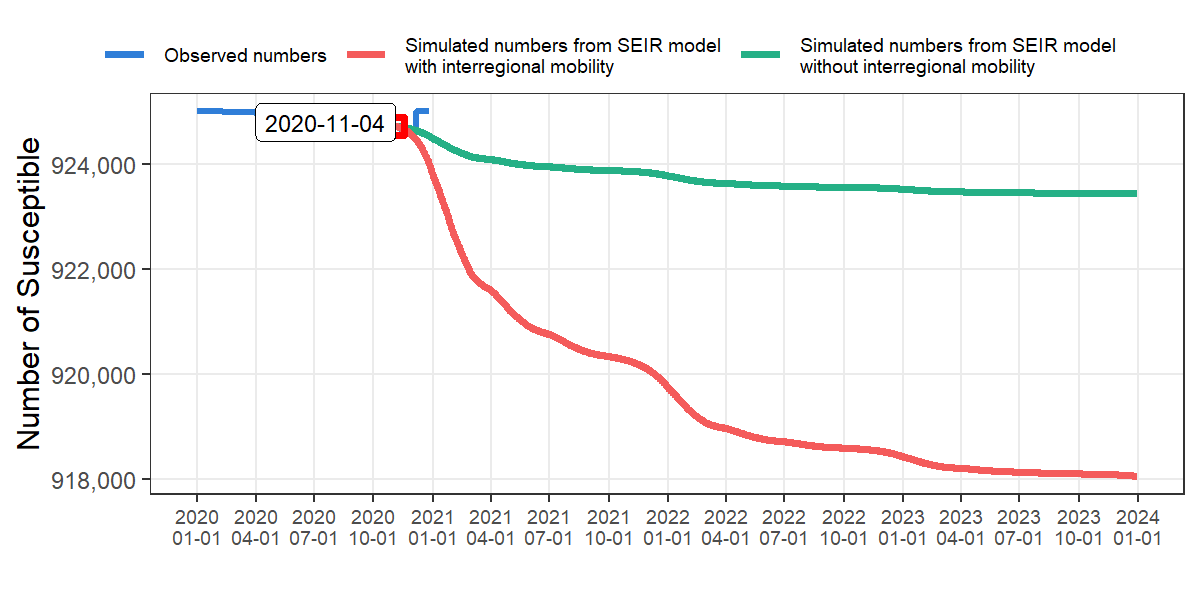 Observed numbers
Simulated numbers from SEIR model
with interregional mobility
Simulated numbers from SEIR model
without interregional mobility
Number of Susceptible
2020-11-04
924,000
922,000
920,000
918,000
2020 2020 2020 2020 2021 2021 2021 2021 2022 2022 2022 2022 2023 2023 2023 2023 2024
01-01 04-01 07-01 10-01 01-01 04-01 07-01 10-01 01-01 04-01 07-01 10-01 01-01 04-01 07-01 10-01 01-01